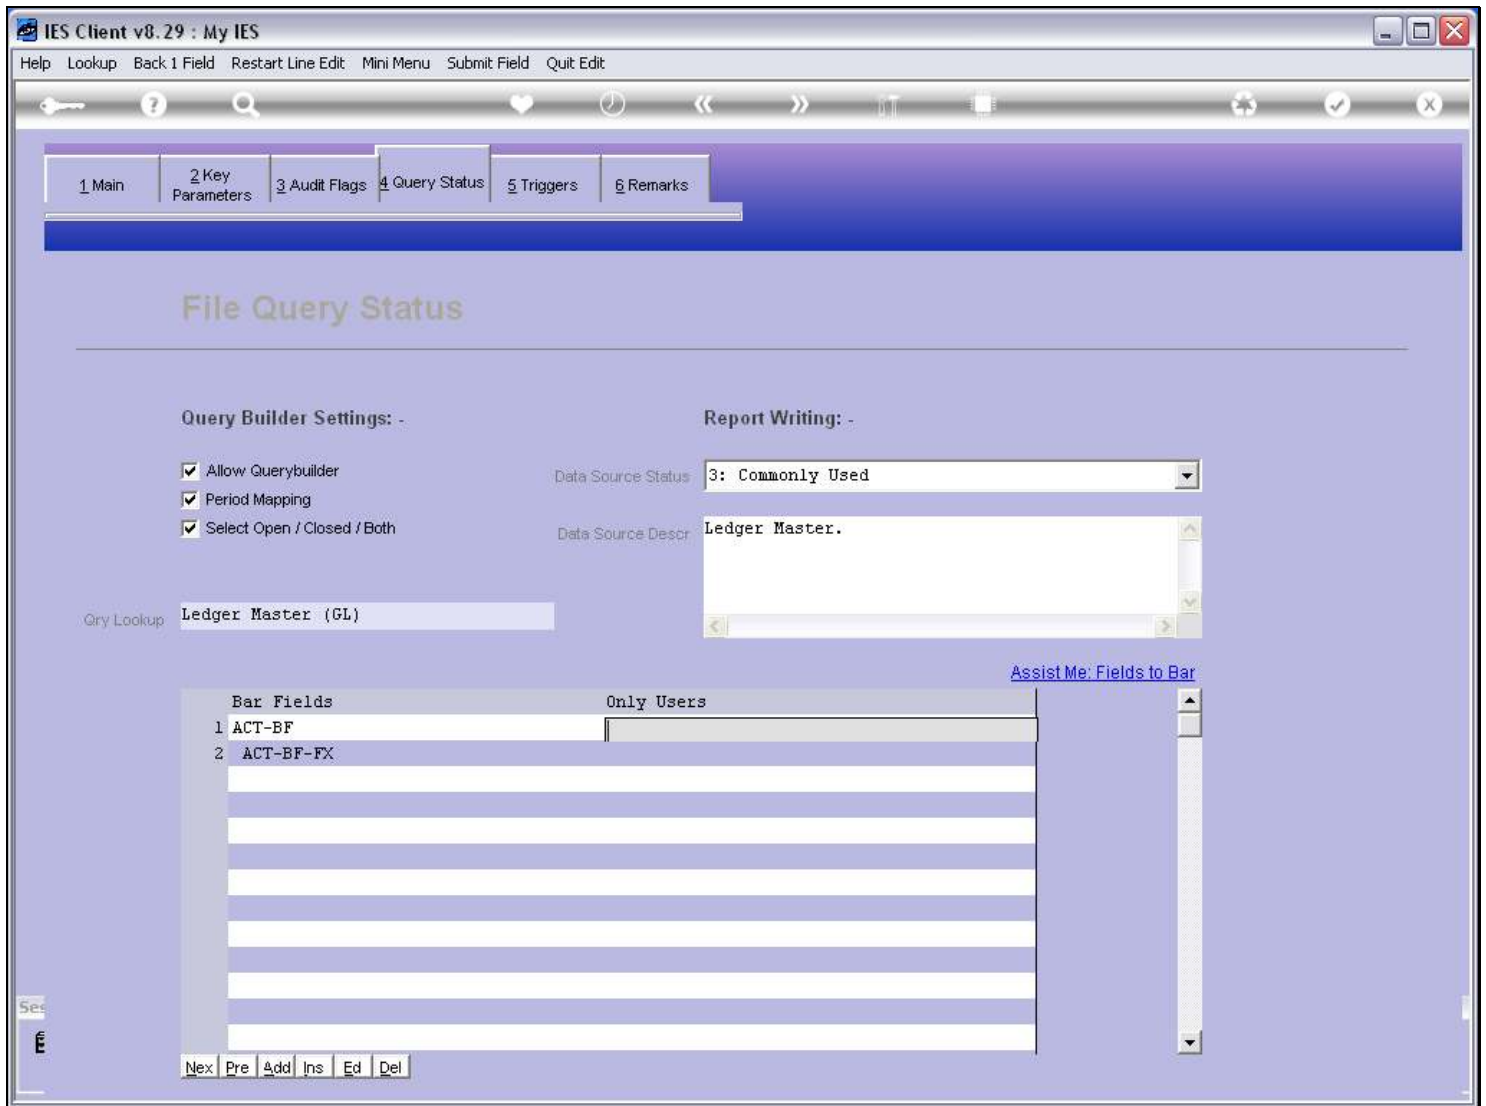 IES Client v8.29 : My IES
Help Lookup Back 1 Field Restart Line Edit Mini Menu Submit Field Quit Edit
1 Main
2 Key Parameters
3 Audit Flags
4 Query Status
5 Triggers
6 Remarks
File Query Status
Query Builder Settings: -
Report Writing: -
Allow Querybuilder
Data Source Status
3: Commonly Used
Period Mapping
Select Open / Closed / Both
Data Source Descr
Ledger Master.
Qry Lookup
Ledger Master (GL)
Assist Me: Fields to Bar
Bar Fields Only Users
1 ACT-BF
2 ACT-BF-FX
Ses
Nex Pre Add Ins Ed Del